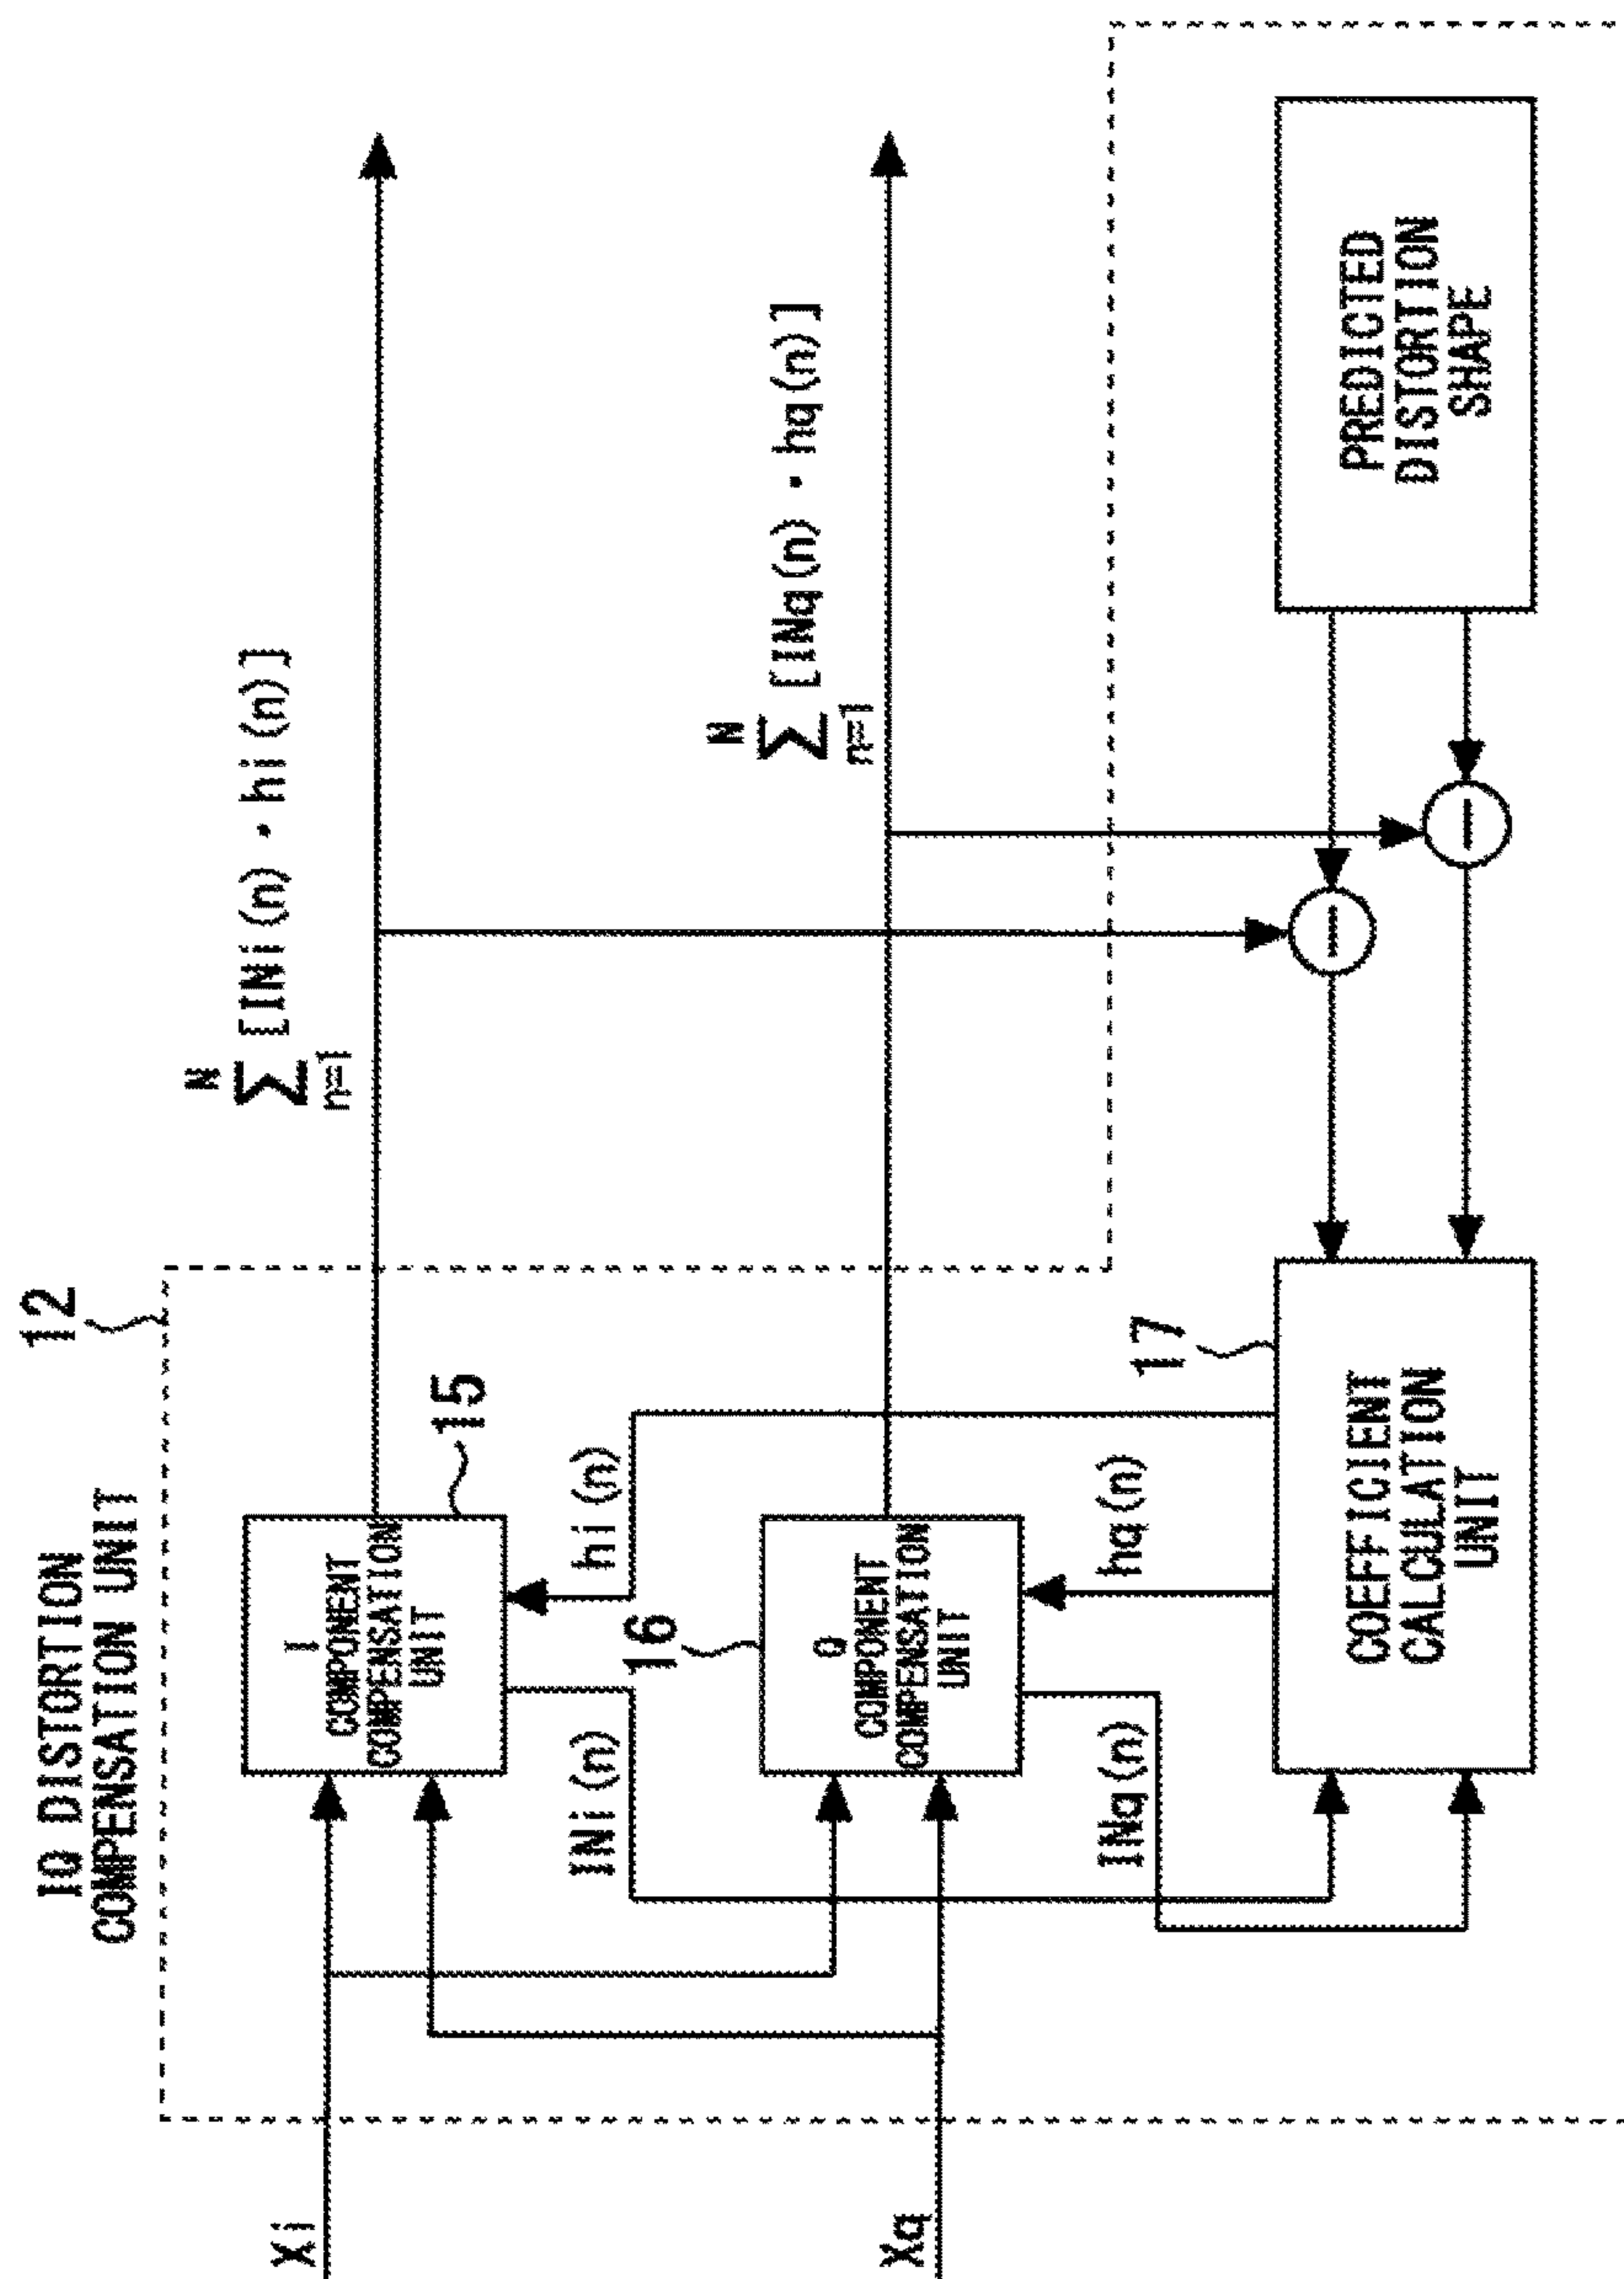 IQ DISTORTION
COMPENSATION UNIT
12
Xi
I
COMPONENT
COMPENSATION
UNIT
15
N
∑ [INi(n)・hi(n)]
n=1
INi(n)
hi(n)
16
Xq
Q
COMPONENT
COMPENSATION
UNIT
N
∑ [INq(n)・hq(n)]
n=1
INq(n)
hq(n)
17
COEFFICIENT
CALCULATION
UNIT
PREDICTED
DISTORTION
SHAPE